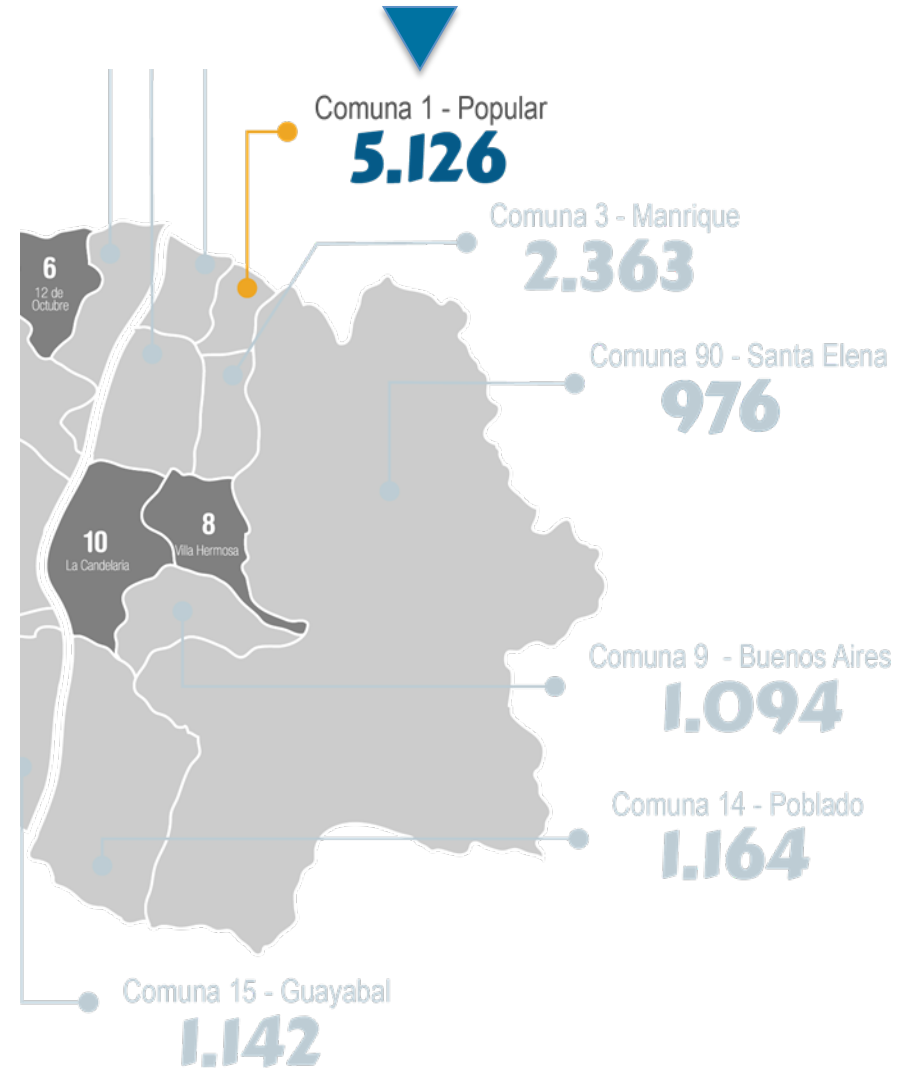 Comuna 1 - Popular
5.126
Comuna 3 - Manrique
2.363
6
12 de
Octubre
Comuna 90 - Santa Elena
976
8
Villa Hermosa
10
La Candelaria
Comuna 9 - Buenos Aires
1.094
Comuna 14 - Poblado
1.164
Comuna 15 - Guayabal
1.142